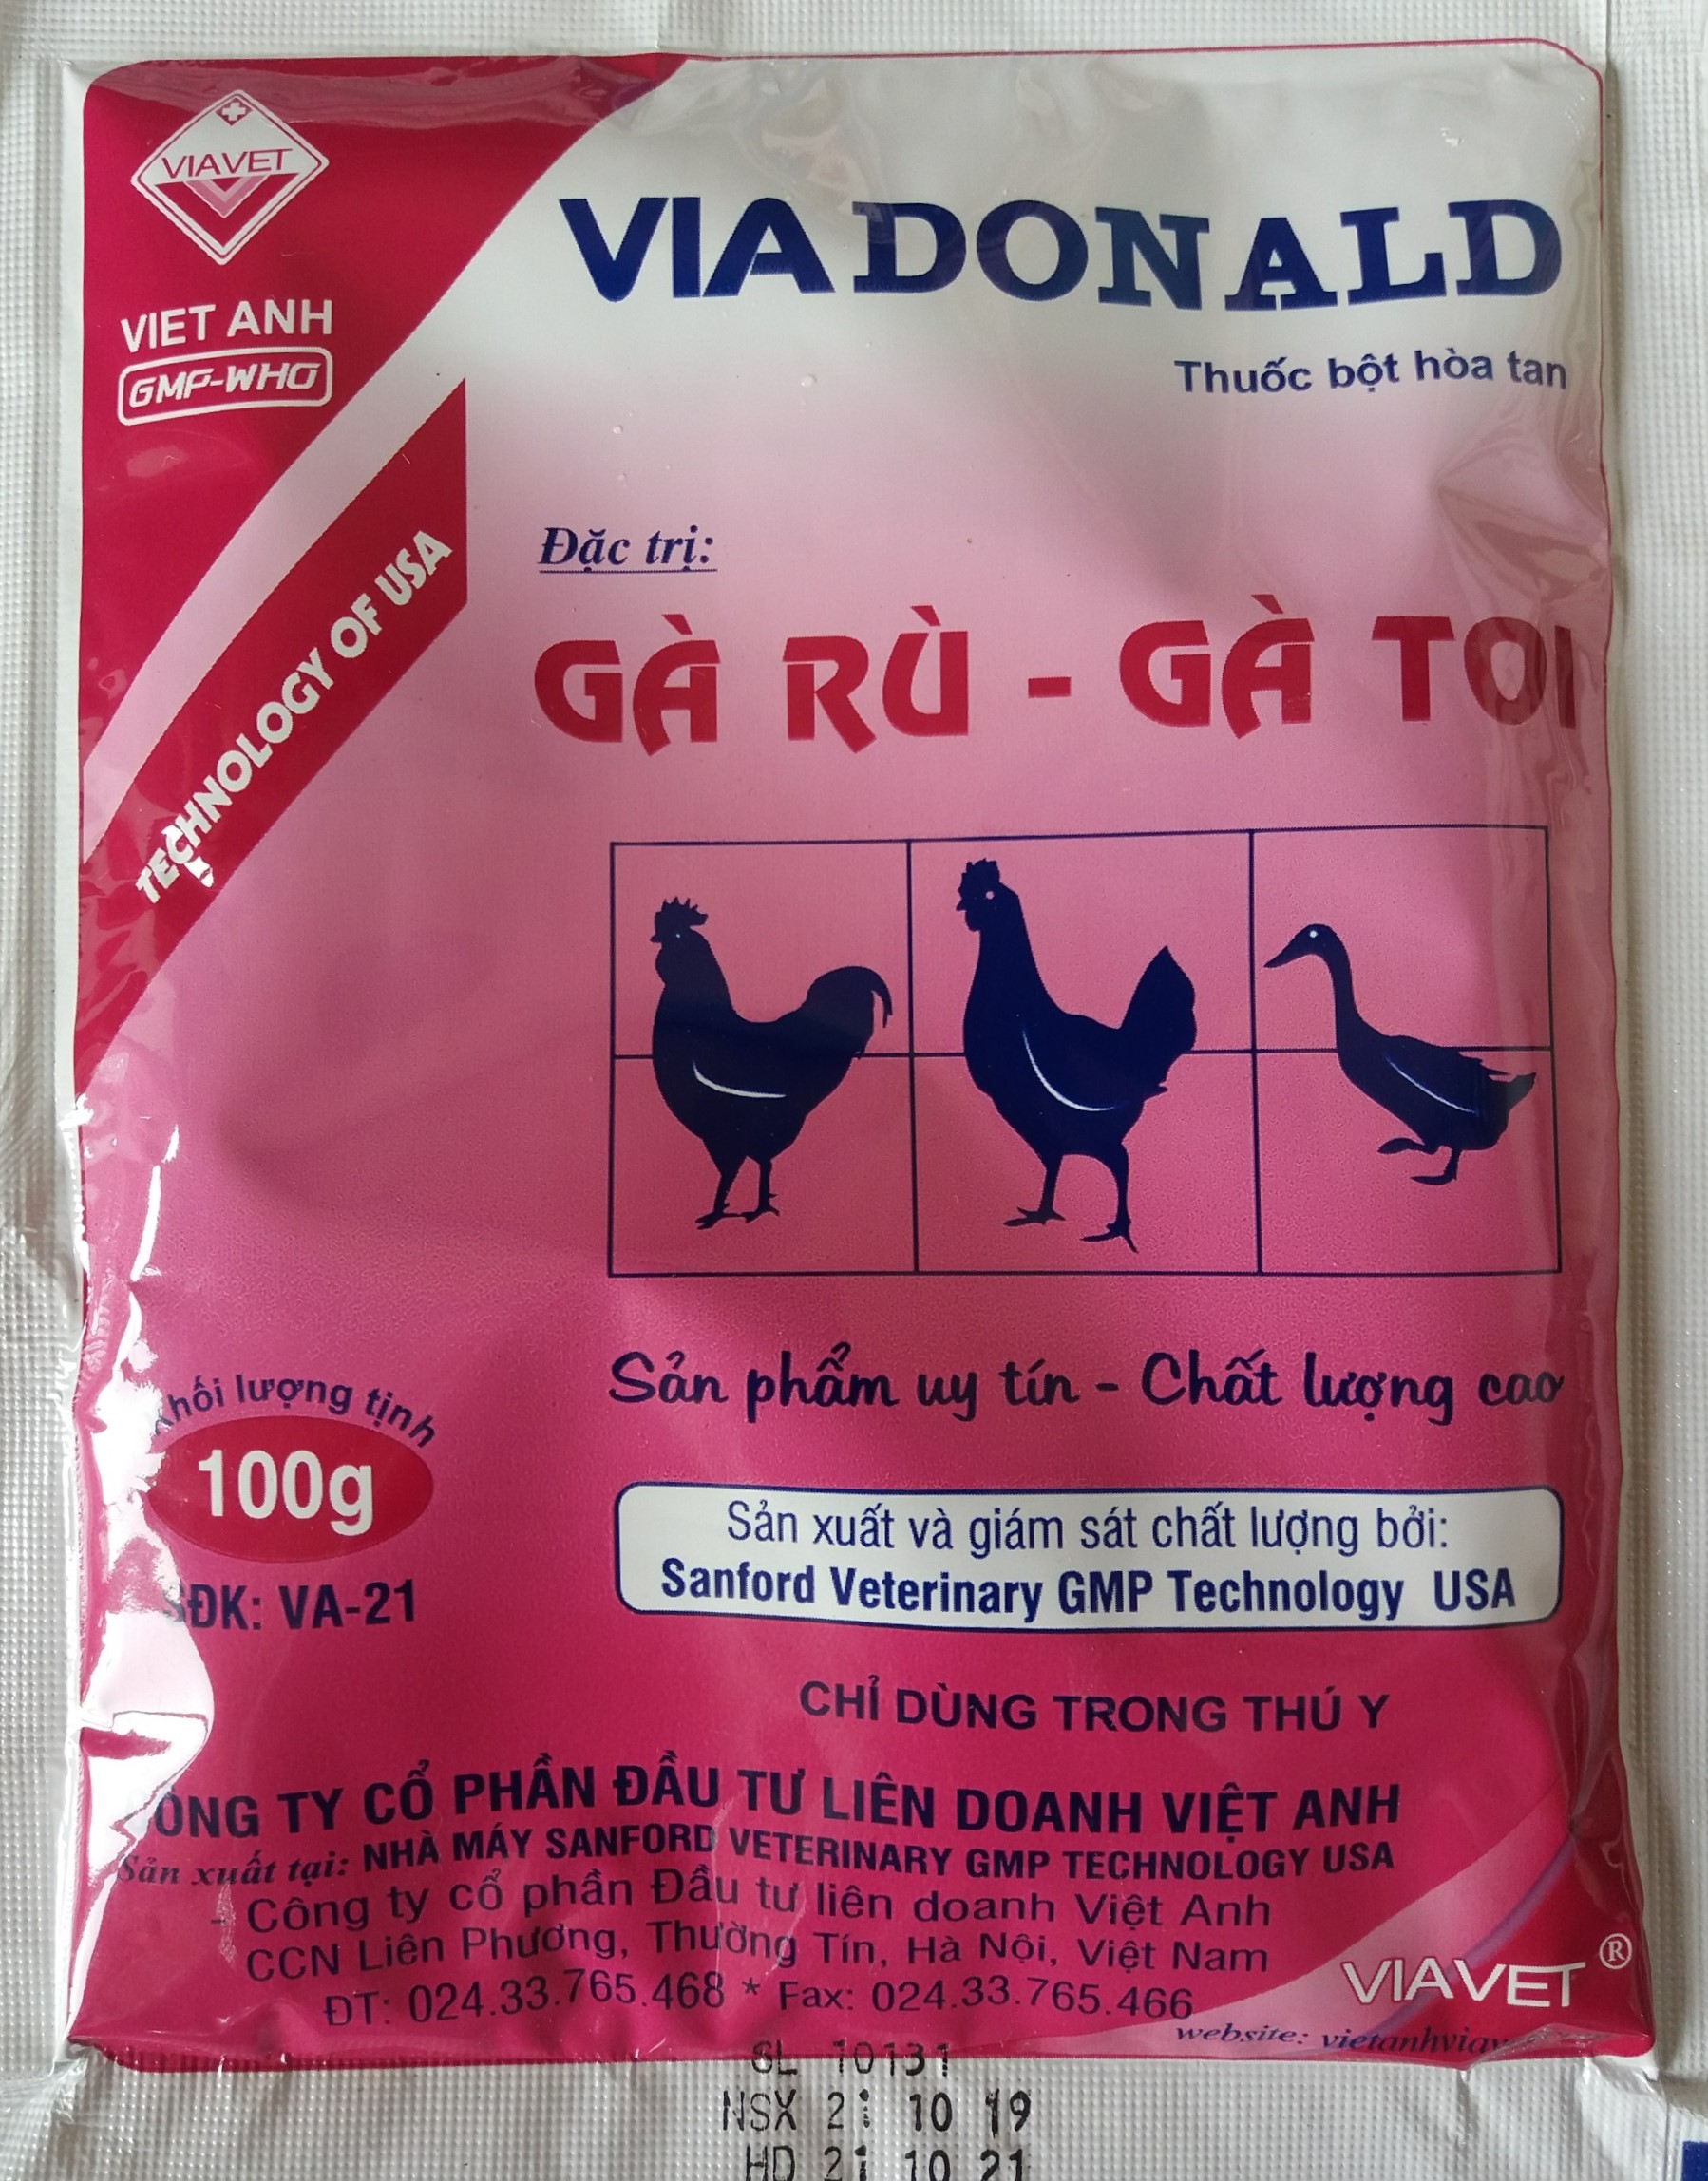 VIAVET
VIET ANH
GMP-WHO
VIADONALD
Thuốc bột hòa tan
TECHNOLOGY OF USA
Đặc trị:
GÀ RÙ - GÀ TOI
Sản phẩm uy tín - Chất lượng cao
Khối lượng tịnh
100g
SĐK: VA-21
Sản xuất và giám sát chất lượng bởi:
Sanford Veterinary GMP Technology USA
CHỈ DÙNG TRONG THÚ Y
CÔNG TY CỔ PHẦN ĐẦU TƯ LIÊN DOANH VIỆT ANH
Sản xuất tại: NHÀ MÁY SANFORD VETERINARY GMP TECHNOLOGY USA
- Công ty cổ phần Đầu tư liên doanh Việt Anh
CCN Liên Phương, Thường Tín, Hà Nội, Việt Nam
ĐT: 024.33.765.468 * Fax: 024.33.765.466
VIAVET ®
website:
SL 10131
NSX 21 10 19
HD 21 10 21